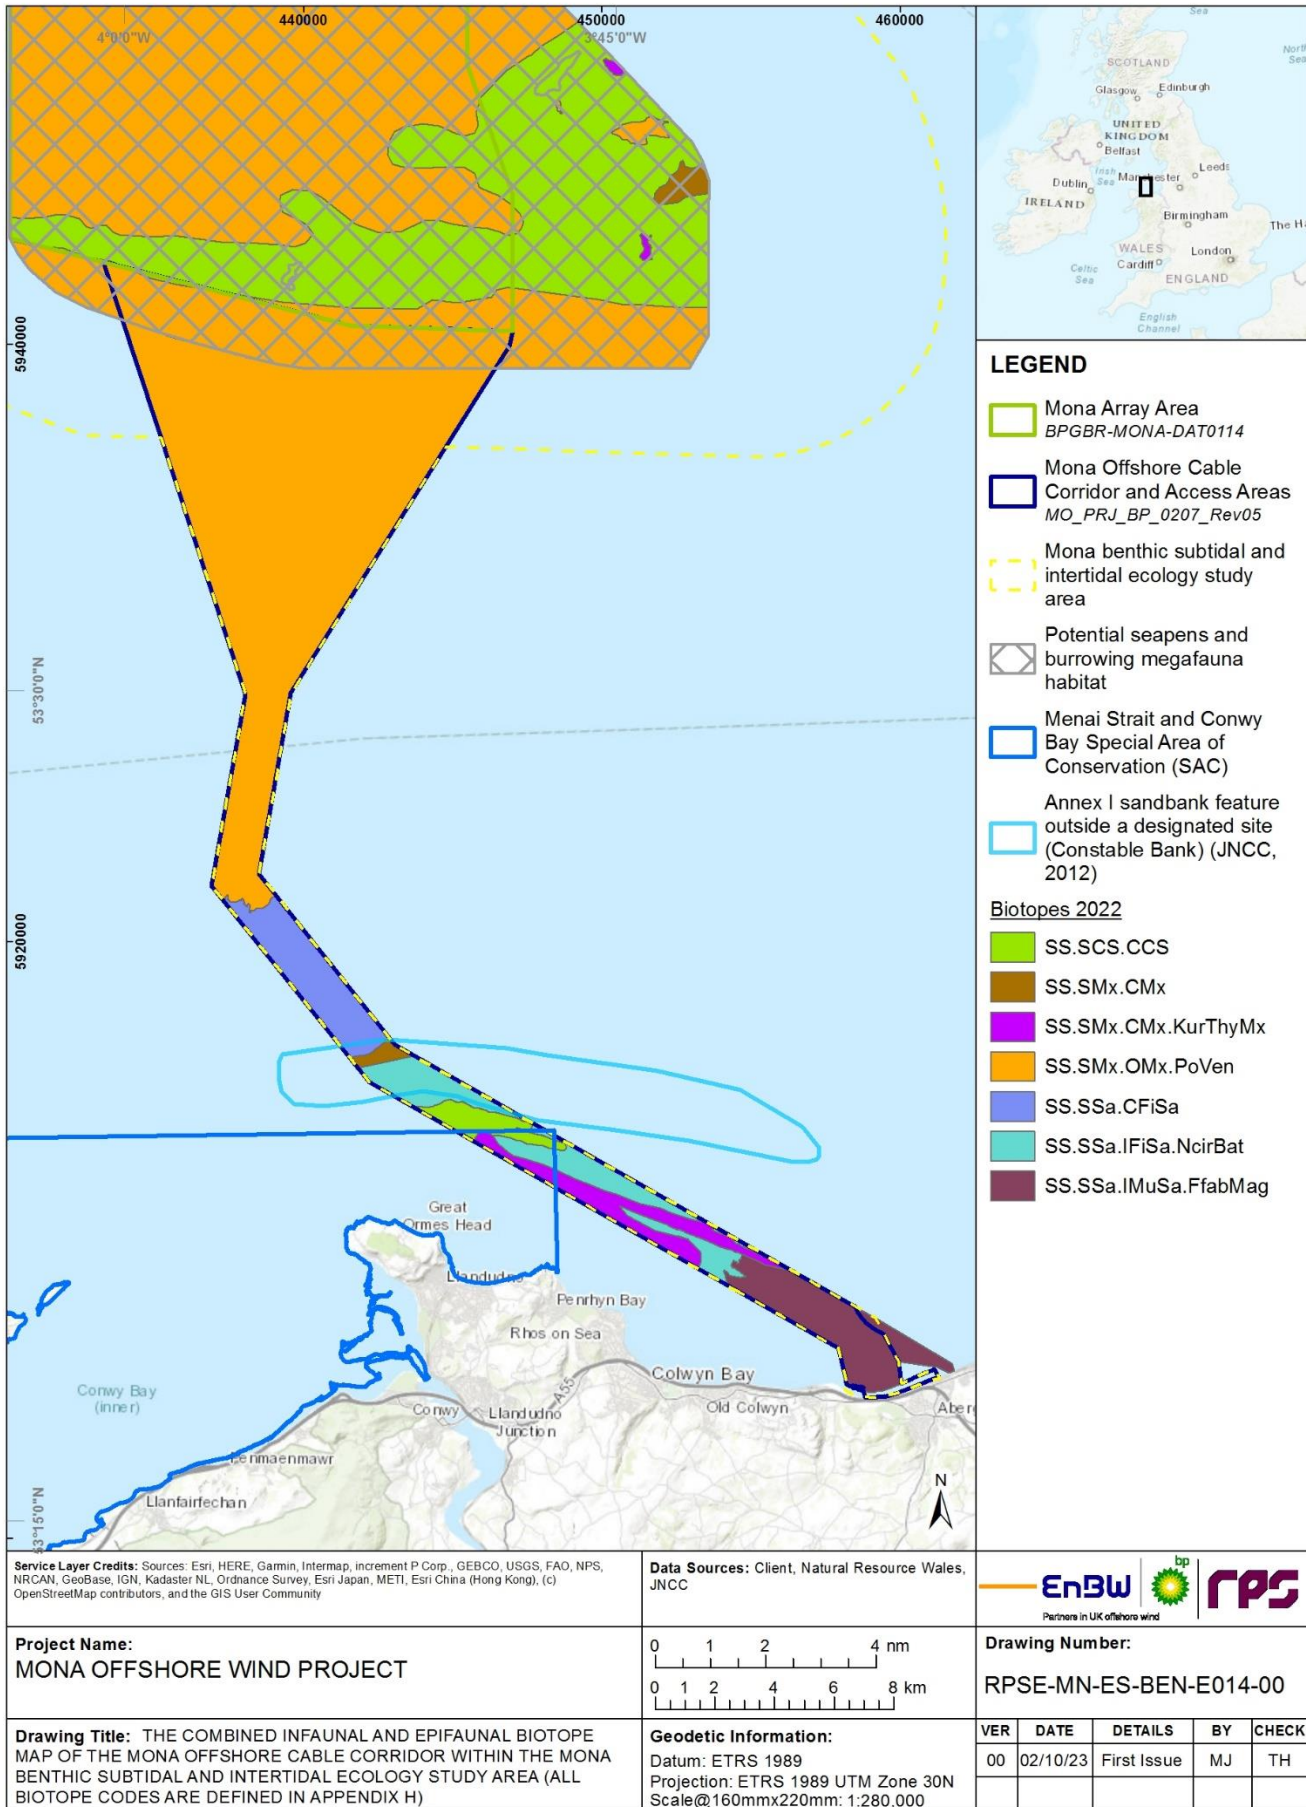 440000
450000
460000
4°0'0"W
3°45'0"W
5940000
53°30'0"N
5920000
53°15'0"N
Great
Ormes Head
Llandudno
Penrhyn Bay
Rhos on Sea
Colwyn Bay
Old Colwyn
Conwy Bay
(inner)
Conwy
Llandudno
Junction
A55
Penmaenmawr
Llanfairfechan
N
Sea
SCOTLAND
Glasgow
Edinburgh
UNITED
KINGDOM
Belfast
Irish
Sea
Dublin
Manchester
Leeds
IRELAND
Birmingham
WALES
Cardiff
London
ENGLAND
Celtic
Sea
English
Channel
LEGEND
Mona Array Area
BPGBR-MONA-DAT0114
Mona Offshore Cable
Corridor and Access Areas
MO_PRJ_BP_0207_Rev05
Mona benthic subtidal and
intertidal ecology study
area
Potential seapens and
burrowing megafauna
habitat
Menai Strait and Conwy
Bay Special Area of
Conservation (SAC)
Annex I sandbank feature
outside a designated site
(Constable Bank) (JNCC,
2012)
Biotopes 2022
SS.SCS.CCS
SS.SMx.CMx
SS.SMx.CMx.KurThyMx
SS.SMx.OMx.PoVen
SS.SSa.CFiSa
SS.SSa.IFiSa.NcirBat
SS.SSa.IMuSa.FfabMag
Service Layer Credits: Sources: Esri, HERE, Garmin, Intermap, increment P Corp., GEBCO, USGS, FAO, NPS,
NRCAN, GeoBase, IGN, Kadaster NL, Ordnance Survey, Esri Japan, METI, Esri China (Hong Kong), (c)
OpenStreetMap contributors, and the GIS User Community
Data Sources: Client, Natural Resource Wales,
JNCC
EnBW
Partners in UK offshore wind
bp
rps
Project Name:
MONA OFFSHORE WIND PROJECT
0 1 2 4 nm
0 1 2 4 6 8 km
Drawing Number:
RPSE-MN-ES-BEN-E014-00
Drawing Title: THE COMBINED INFAUNAL AND EPIFAUNAL BIOTOPE
MAP OF THE MONA OFFSHORE CABLE CORRIDOR WITHIN THE MONA
BENTHIC SUBTIDAL AND INTERTIDAL ECOLOGY STUDY AREA (ALL
BIOTOPE CODES ARE DEFINED IN APPENDIX H)
Geodetic Information:
Datum: ETRS 1989
Projection: ETRS 1989 UTM Zone 30N
Scale@160mmx220mm: 1:280,000
VER DATE DETAILS BY CHECK
00 02/10/23 First Issue MJ TH